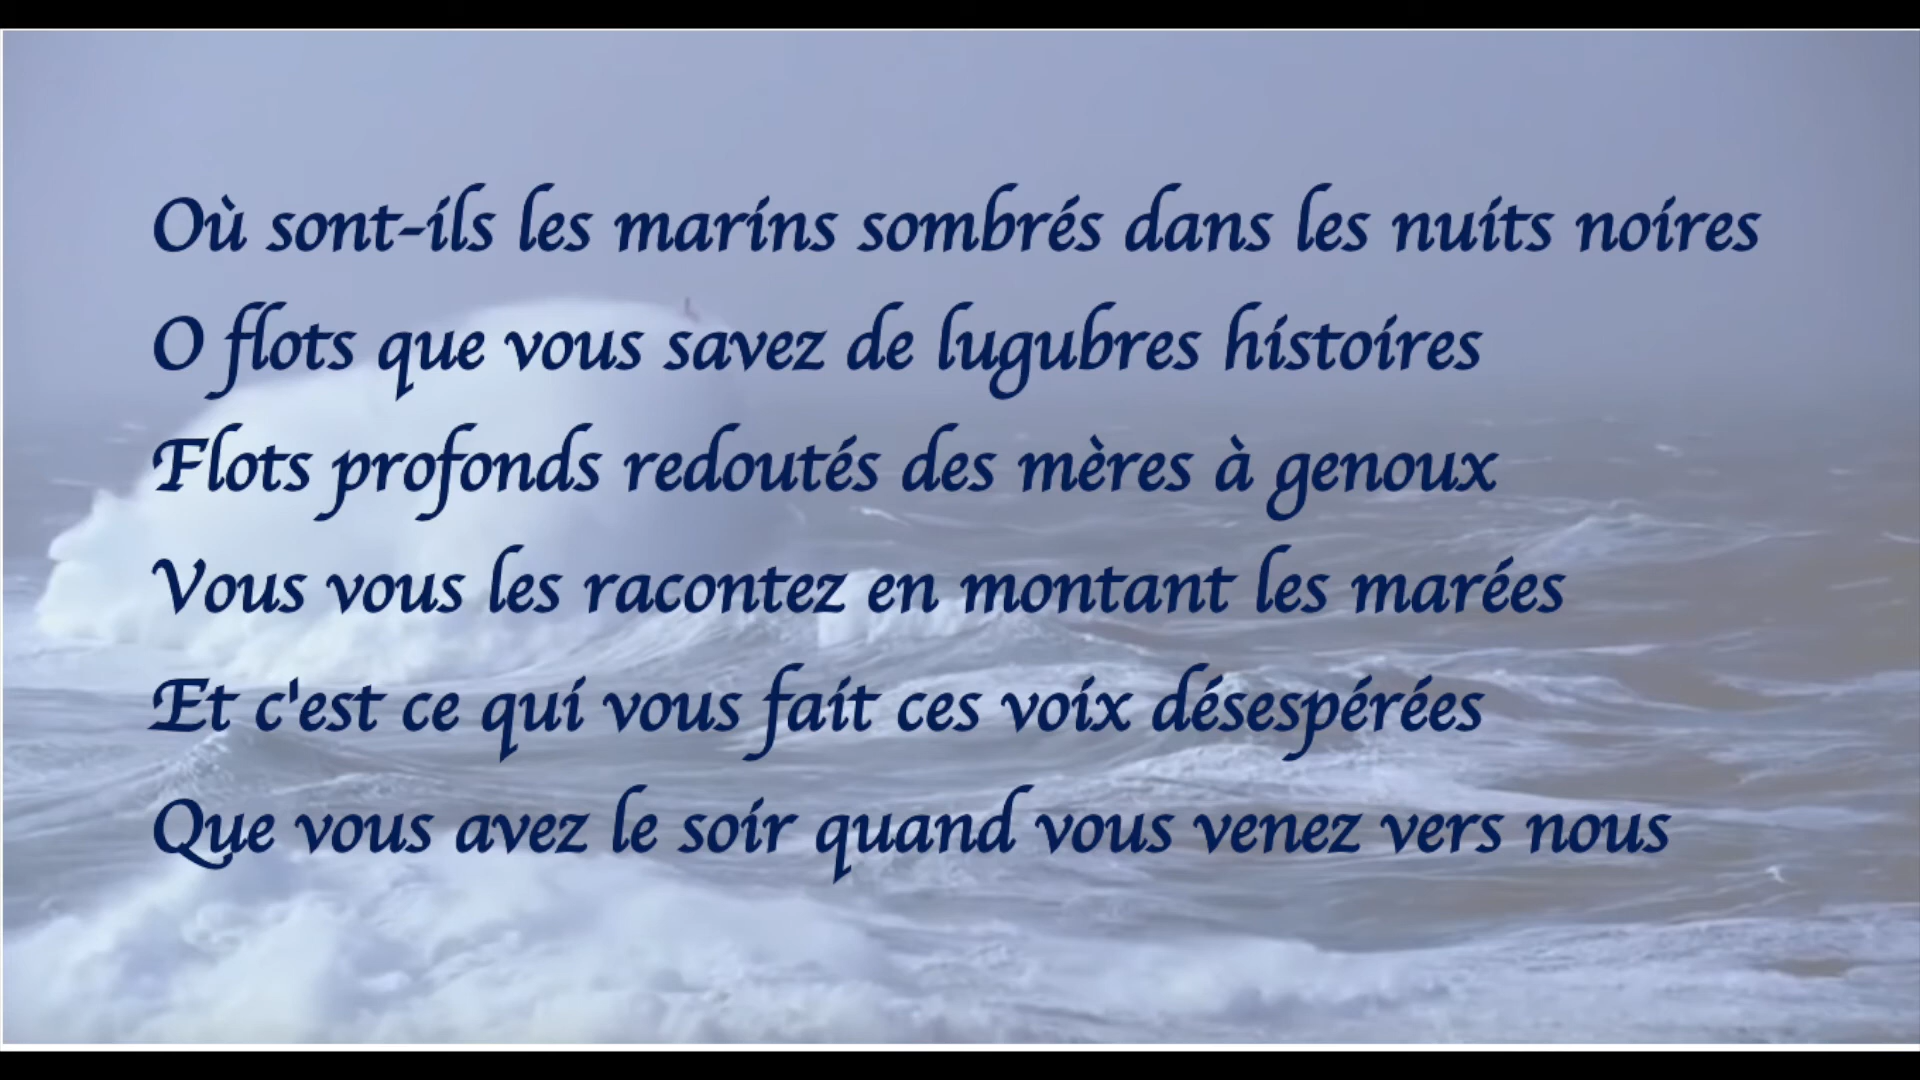 Où sont-ils les marins sombrés dans les nuits noires
O flots que vous savez de lugubres histoires
Flots profonds redoutés des mères à genoux
Vous vous les racontez en montant les marées
Et c'est ce qui vous fait ces voix désespérées
Que vous avez le soir quand vous venez vers nous